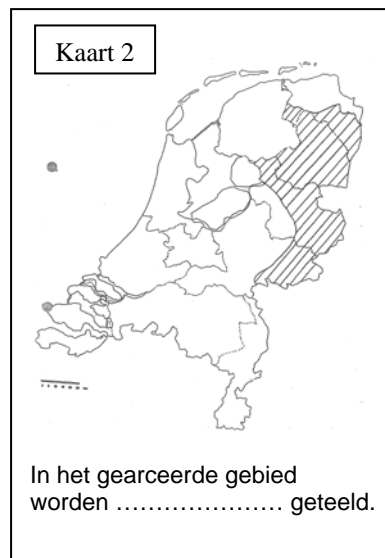 Kaart 2
In het gearceerde gebied
worden ………………… geteeld.